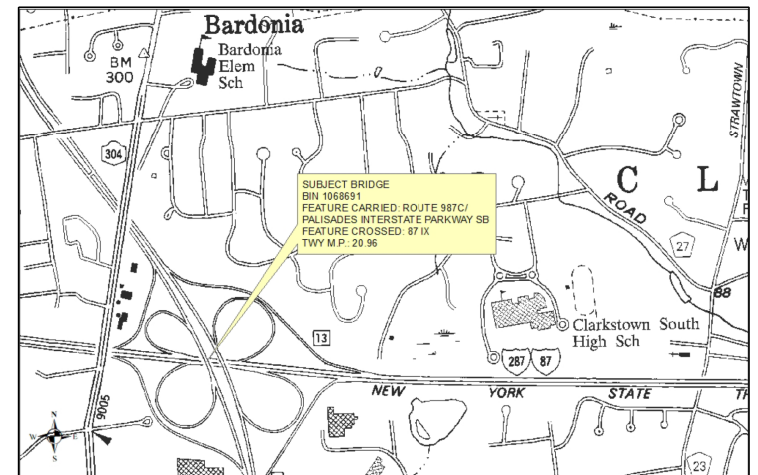 Bardonia
Bardonia
Elem
Sch
BM
300
STRAWTOWN
304
SUBJECT BRIDGE
BIN 1068691
FEATURE CARRIED: ROUTE 987C/
PALISADES INTERSTATE PARKWAY SB
FEATURE CROSSED: 87 IX
TWY M.P.: 20.96
C L
ROAD
27
W
88
13
Clarkstown South
High Sch
287 87
NEW YORK STATE TH
9005
N
W E
S
23